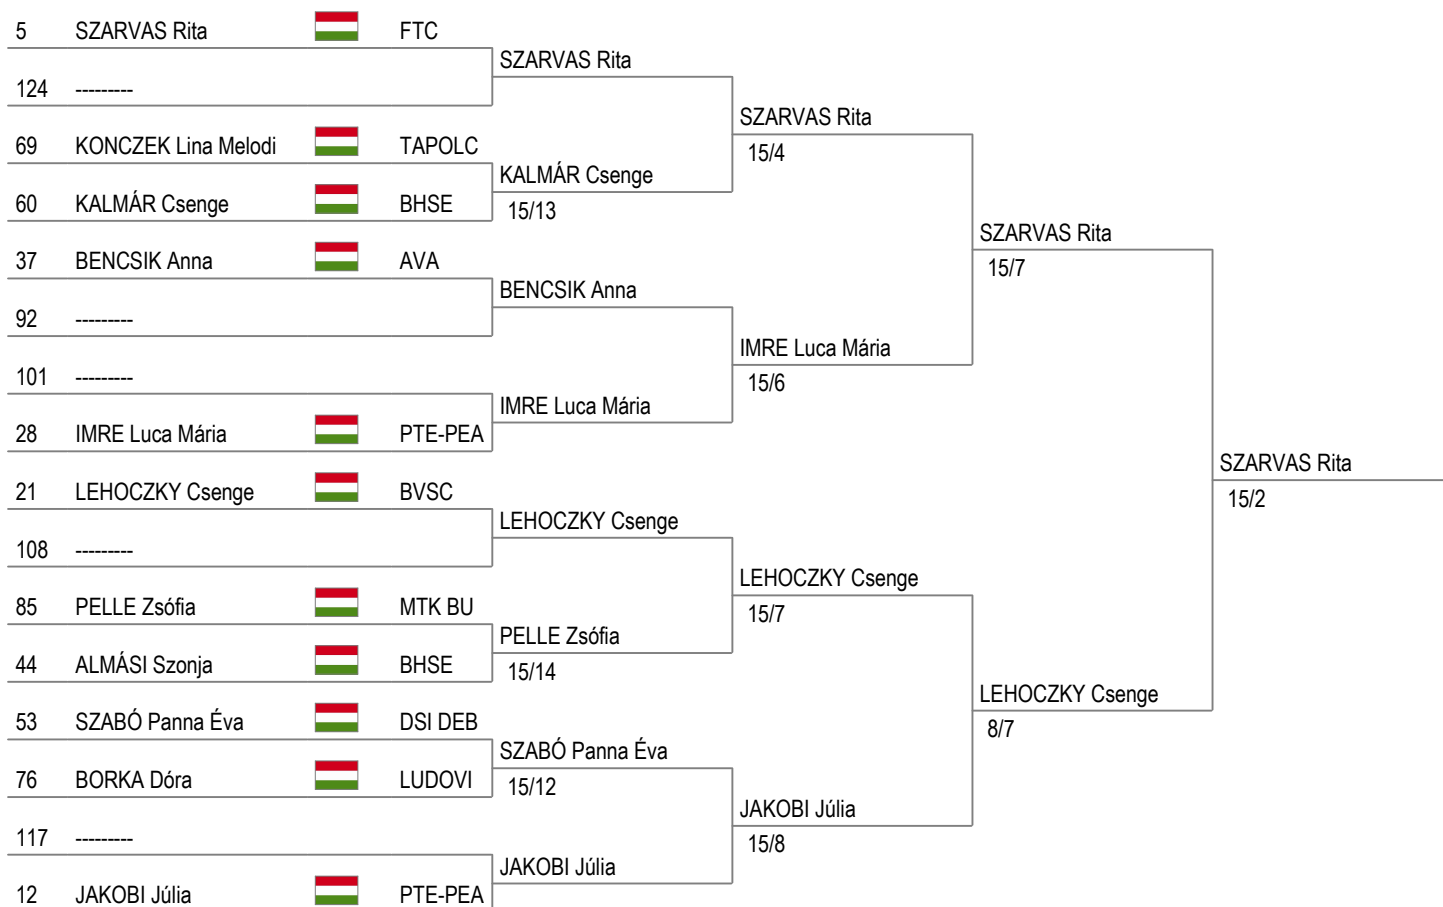 5 SZARVAS Rita FTC
SZARVAS Rita
124 ---------
SZARVAS Rita
69 KONCZEK Lina Melodi TAPOLC
15/4
KALMÁR Csenge
60 KALMÁR Csenge BHSE
15/13
SZARVAS Rita
37 BENCSIK Anna AVA
15/7
BENCSIK Anna
92 ---------
IMRE Luca Mária
101 ---------
15/6
IMRE Luca Mária
28 IMRE Luca Mária PTE-PEA
SZARVAS Rita
21 LEHOCZKY Csenge BVSC
15/2
LEHOCZKY Csenge
108 ---------
LEHOCZKY Csenge
85 PELLE Zsófia MTK BU
15/7
PELLE Zsófia
44 ALMÁSI Szonja BHSE
15/14
LEHOCZKY Csenge
53 SZABÓ Panna Éva DSI DEB
8/7
SZABÓ Panna Éva
76 BORKA Dóra LUDOVI
15/12
JAKOBI Júlia
117 ---------
15/8
JAKOBI Júlia
12 JAKOBI Júlia PTE-PEA